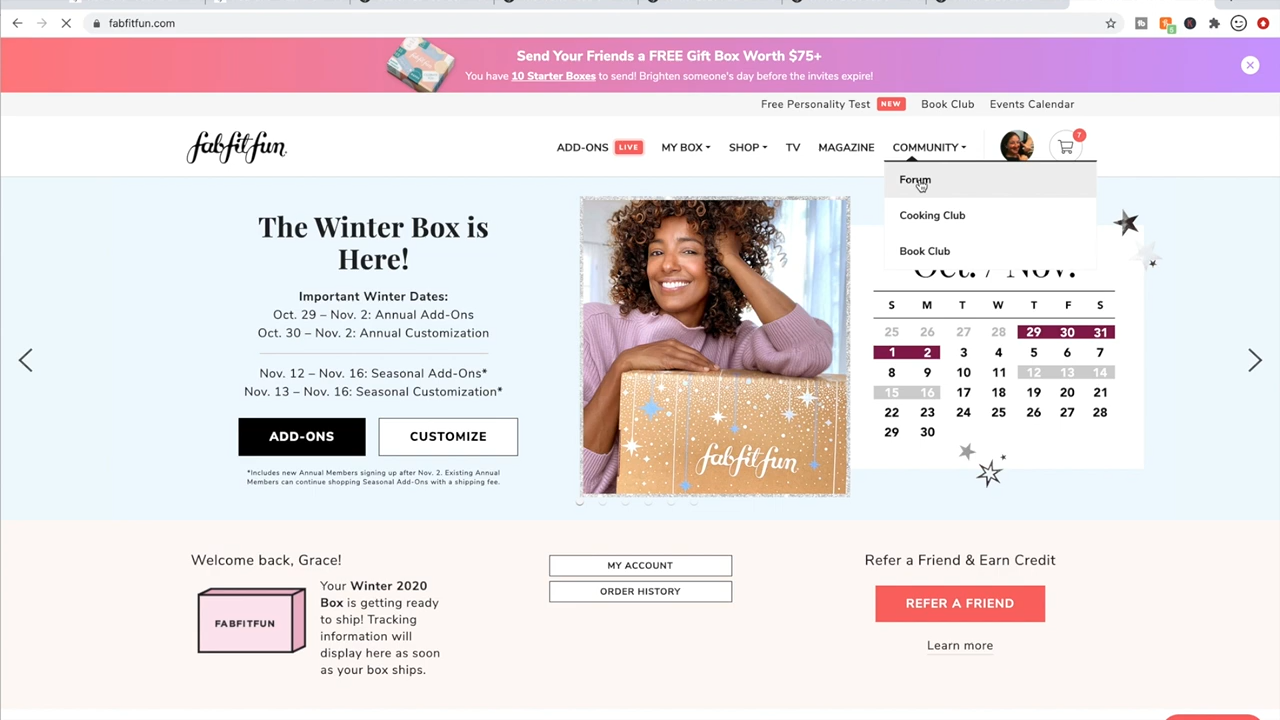 fabfitfun.com
5
Send Your Friends a FREE Gift Box Worth $75+
You have 10 Starter Boxes to send! Brighten someone's day before the invites expire!
Free Personality Test NEW Book Club Events Calendar
fabfitfun
ADD-ONS LIVE MY BOX SHOP TV MAGAZINE COMMUNITY 7
Forum
Cooking Club
Book Club
The Winter Box is
Here!
Important Winter Dates:
Oct. 29 – Nov. 2: Annual Add-Ons
Oct. 30 – Nov. 2: Annual Customization
Nov. 12 – Nov. 16: Seasonal Add-Ons*
Nov. 13 – Nov. 16: Seasonal Customization*
ADD-ONS CUSTOMIZE
*Includes new Annual Members signing up after Nov. 2. Existing Annual
Members can continue shopping Seasonal Add-Ons with a shipping fee.
fabfitfun
Oct. / Nov.
S M T W T F S
25 26 27 28 29 30 31
1 2 3 4 5 6 7
8 9 10 11 12 13 14
15 16 17 18 19 20 21
22 23 24 25 26 27 28
29 30
Welcome back, Grace!
FABFITFUN
Your Winter 2020
Box is getting ready
to ship! Tracking
information will
display here as soon
as your box ships.
MY ACCOUNT
ORDER HISTORY
Refer a Friend & Earn Credit
REFER A FRIEND
Learn more